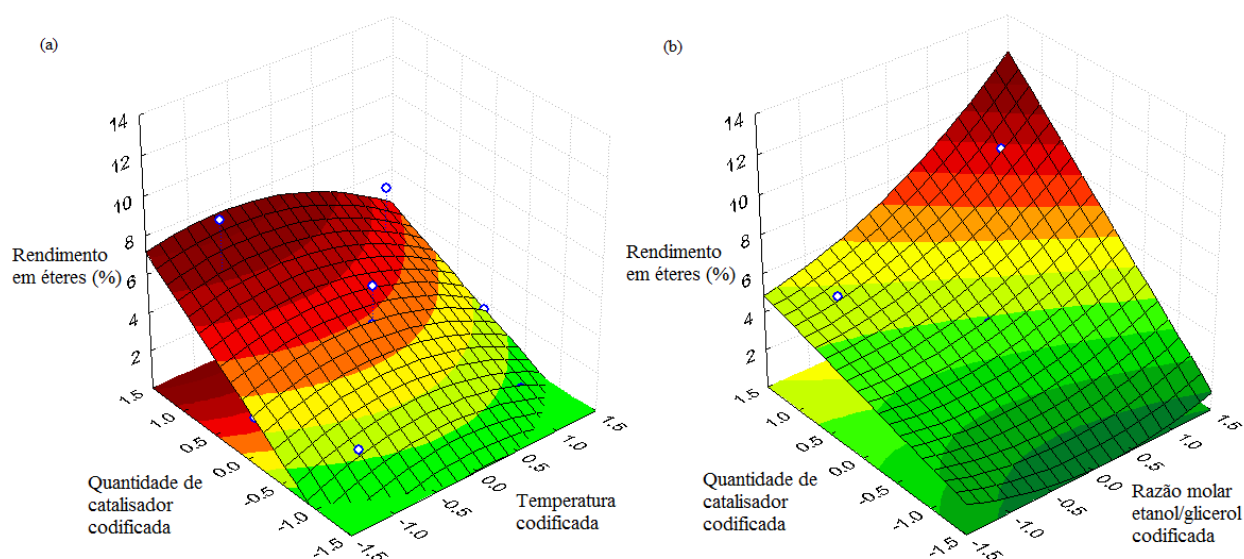 (a)
14
12
10
8
6
4
2
Rendimento
em éteres (%)
1.5
1.0
0.5
0.0
-0.5
-1.0
-1.5
Quantidade de
catalisador
codificada
-1.5
-1.0
-0.5
0.0
0.5
1.0
1.5
Temperatura
codificada
(b)
14
12
10
8
6
4
2
Rendimento
em éteres (%)
1.5
1.0
0.5
0.0
-0.5
-1.0
-1.5
Quantidade de
catalisador
codificada
-1.5
-1.0
-0.5
0.0
0.5
1.0
1.5
Razão molar
etanol/glicerol
codificada